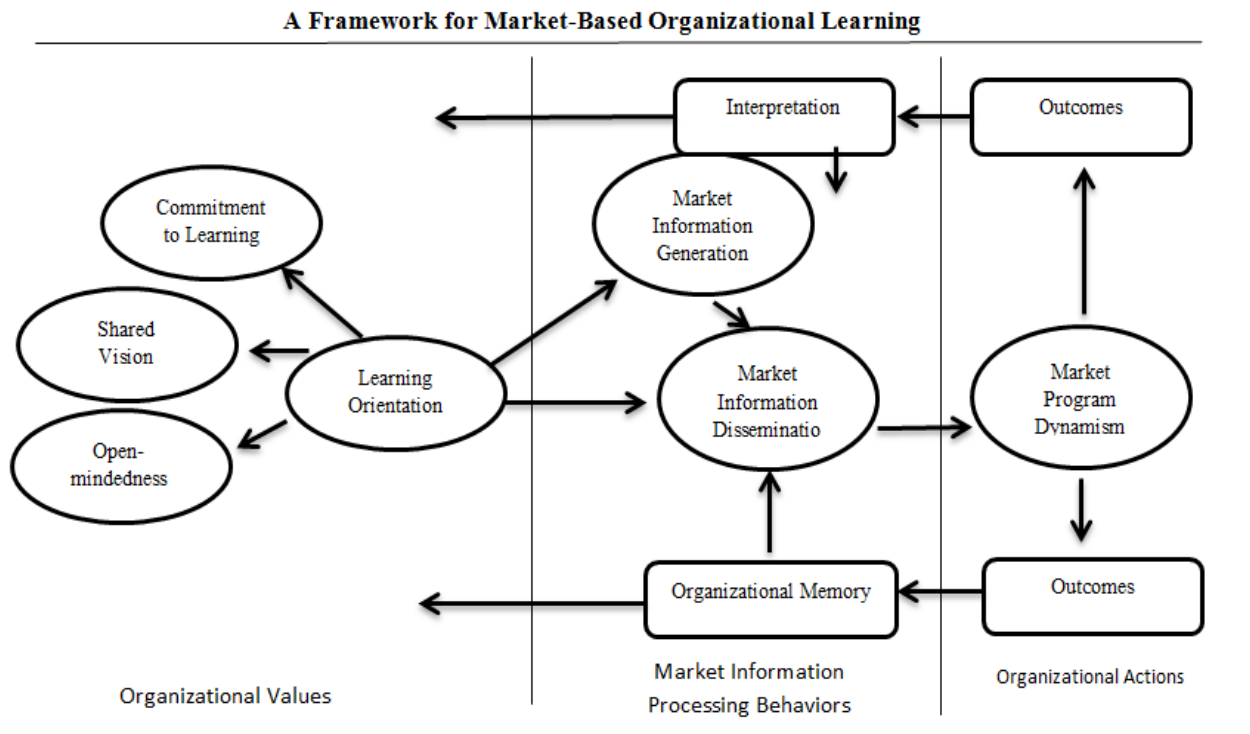 A Framework for Market-Based Organizational Learning
Interpretation
Outcomes
Commitment
to Learning
Market
Information
Generation
Shared
Vision
Learning
Orientation
Market
Information
Disseminatio
Market
Program
Dynamism
Open-
mindedness
Organizational Memory
Outcomes
Organizational Values
Market Information
Processing Behaviors
Organizational Actions